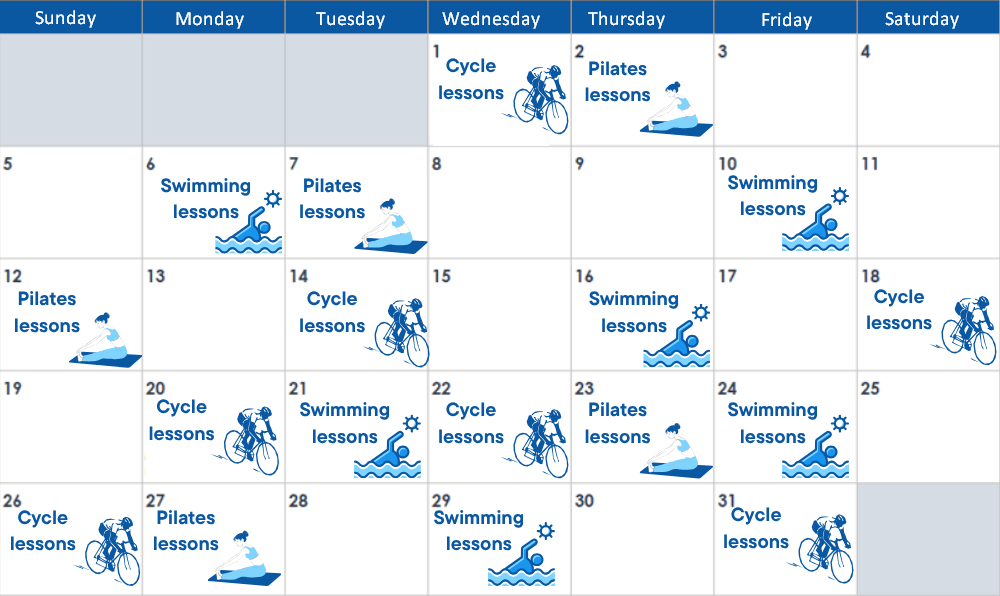 Sunday Monday Tuesday Wednesday Thursday Friday Saturday
1 Cycle lessons
2 Pilates lessons
3
4
5
6 Swimming lessons
7 Pilates lessons
8
9
10 Swimming lessons
11
12 Pilates lessons
13
14 Cycle lessons
15
16 Swimming lessons
17
18 Cycle lessons
19
20 Cycle lessons
21 Swimming lessons
22 Cycle lessons
23 Pilates lessons
24 Swimming lessons
25
26 Cycle lessons
27 Pilates lessons
28
29 Swimming lessons
30
31 Cycle lessons